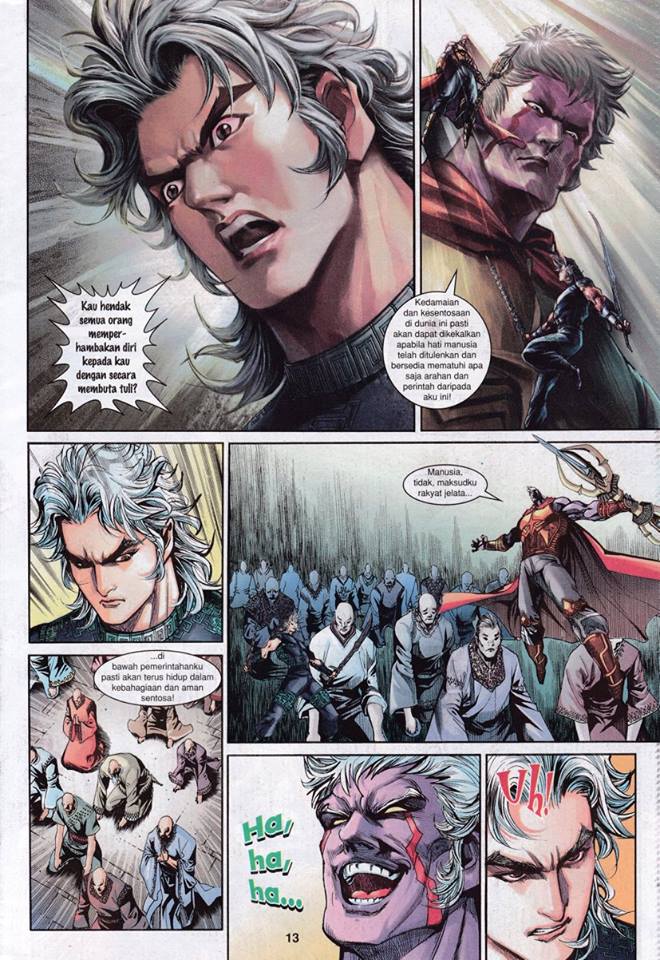 Kau hendak
semua orang
memper-
hambakan diri
kepada kau
dengan secara
membuta tuli?
Kedamaian
dan kesentosaan
di dunia ini pasti
akan dapat dikekalkan
apabila hati manusia
telah ditulenkan dan
bersedia mematuhi apa
saja arahan dan
perintah daripada
aku ini!
Manusia,
tidak, maksudku
rakyat jelata...
...di
bawah pemerintahanku
pasti akan terus hidup dalam
kebahagiaan dan aman
sentosa!
Ha,
ha,
ha...
Uh!
13